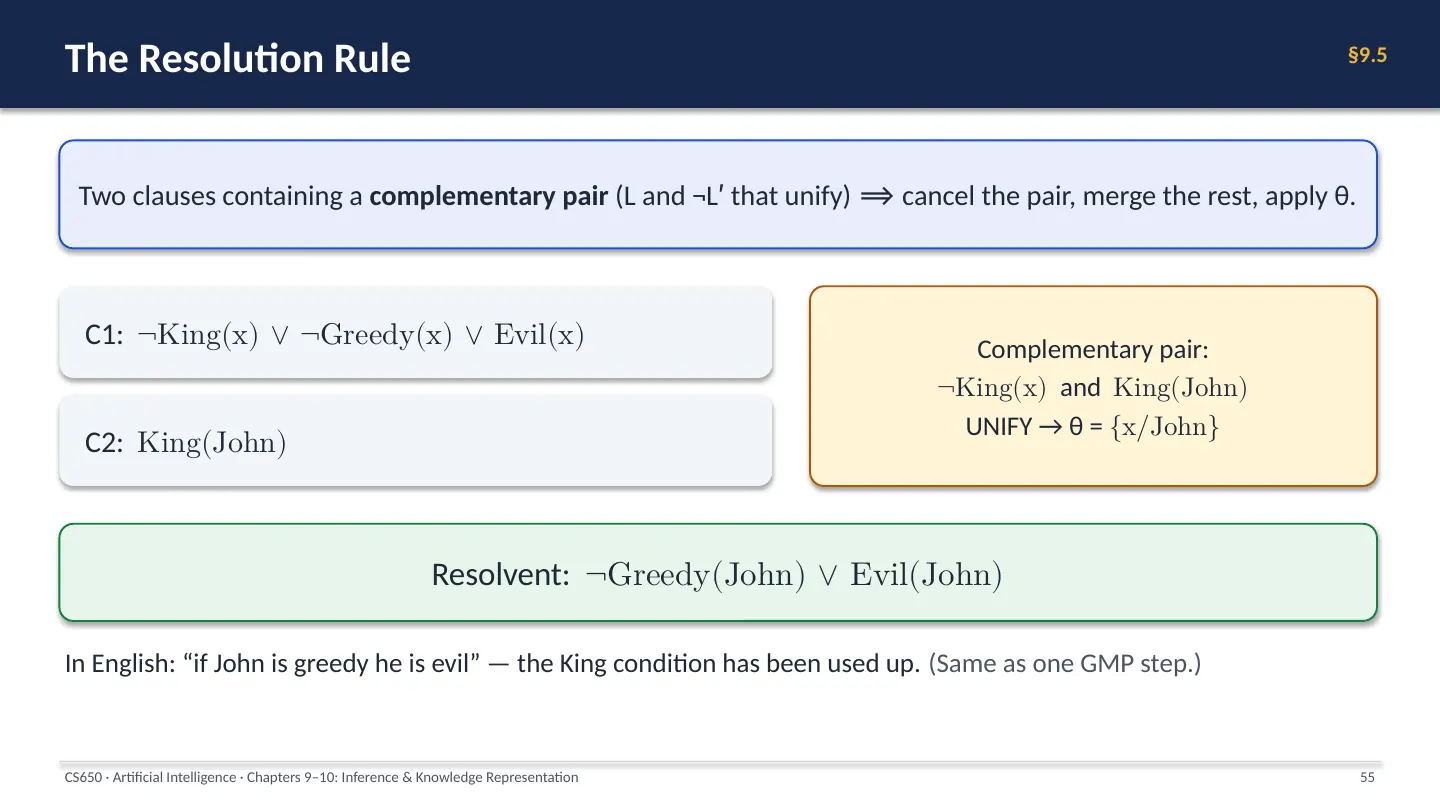 The Resolution Rule
§9.5
Two clauses containing a complementary pair (L and ¬L′ that unify) ⟹ cancel the pair, merge the rest, apply θ.
C1: ¬King(x) ∨ ¬Greedy(x) ∨ Evil(x)
C2: King(John)
Complementary pair:
¬King(x) and King(John)
UNIFY → θ = {x/John}
Resolvent: ¬Greedy(John) ∨ Evil(John)
In English: “if John is greedy he is evil” — the King condition has been used up. (Same as one GMP step.)
CS650 · Artificial Intelligence · Chapters 9–10: Inference & Knowledge Representation
55